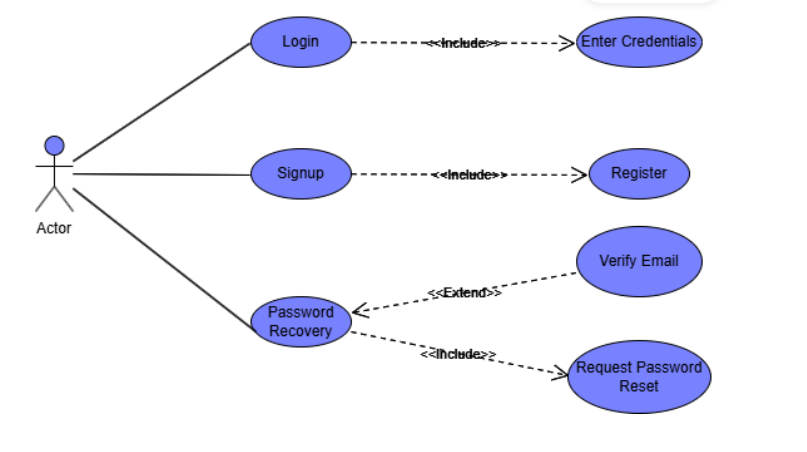 Login
<<Include>>
Enter Credentials
Signup
<<Include>>
Register
Actor
Verify Email
<<Extend>>
Password
Recovery
<<Include>>
Request Password
Reset